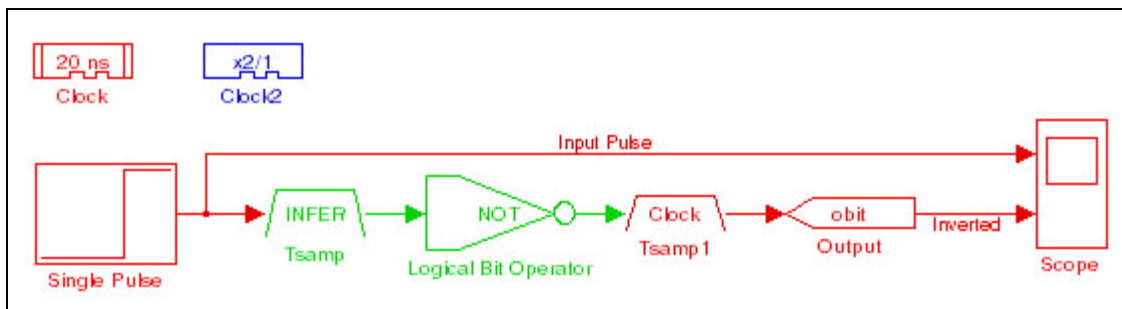 20 ns
x2/1
Clock
Clock2
Input Pulse
INFER
NOT
Clock
obit
Inverted
Tsamp
Tsamp1
Output
Logical Bit Operator
Single Pulse
Scope